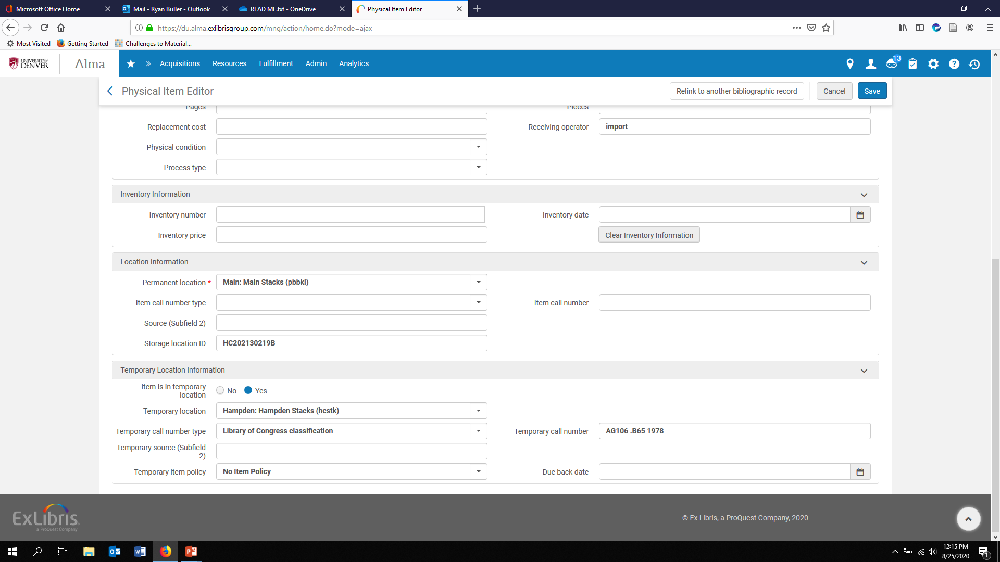 Microsoft Office Home
Mail - Ryan Buller - Outlook
READ ME.txt - OneDrive
Physical Item Editor
https://du.alma.exlibrisgroup.com/mng/action/home.do?mode=ajax
Most Visited
Getting Started
Challenges to Material...
UNIVERSITY of DENVER
Alma
Acquisitions
Resources
Fulfillment
Admin
Analytics
13
Physical Item Editor
Relink to another bibliographic record
Cancel
Save
Pages
Pieces
Replacement cost
Receiving operator
import
Physical condition
Process type
Inventory Information
Inventory number
Inventory date
Inventory price
Clear Inventory Information
Location Information
Permanent location *
Main: Main Stacks (pbbkl)
Item call number type
Item call number
Source (Subfield 2)
Storage location ID
HC202130219B
Temporary Location Information
Item is in temporary
location
No
Yes
Temporary location
Hampden: Hampden Stacks (hcstk)
Temporary call number type
Library of Congress classification
Temporary call number
AG106 .B65 1978
Temporary source (Subfield
2)
Temporary item policy
No Item Policy
Due back date
ExLibris
a ProQuest Company
© Ex Libris, a ProQuest Company, 2020
12:15 PM
8/25/2020
1